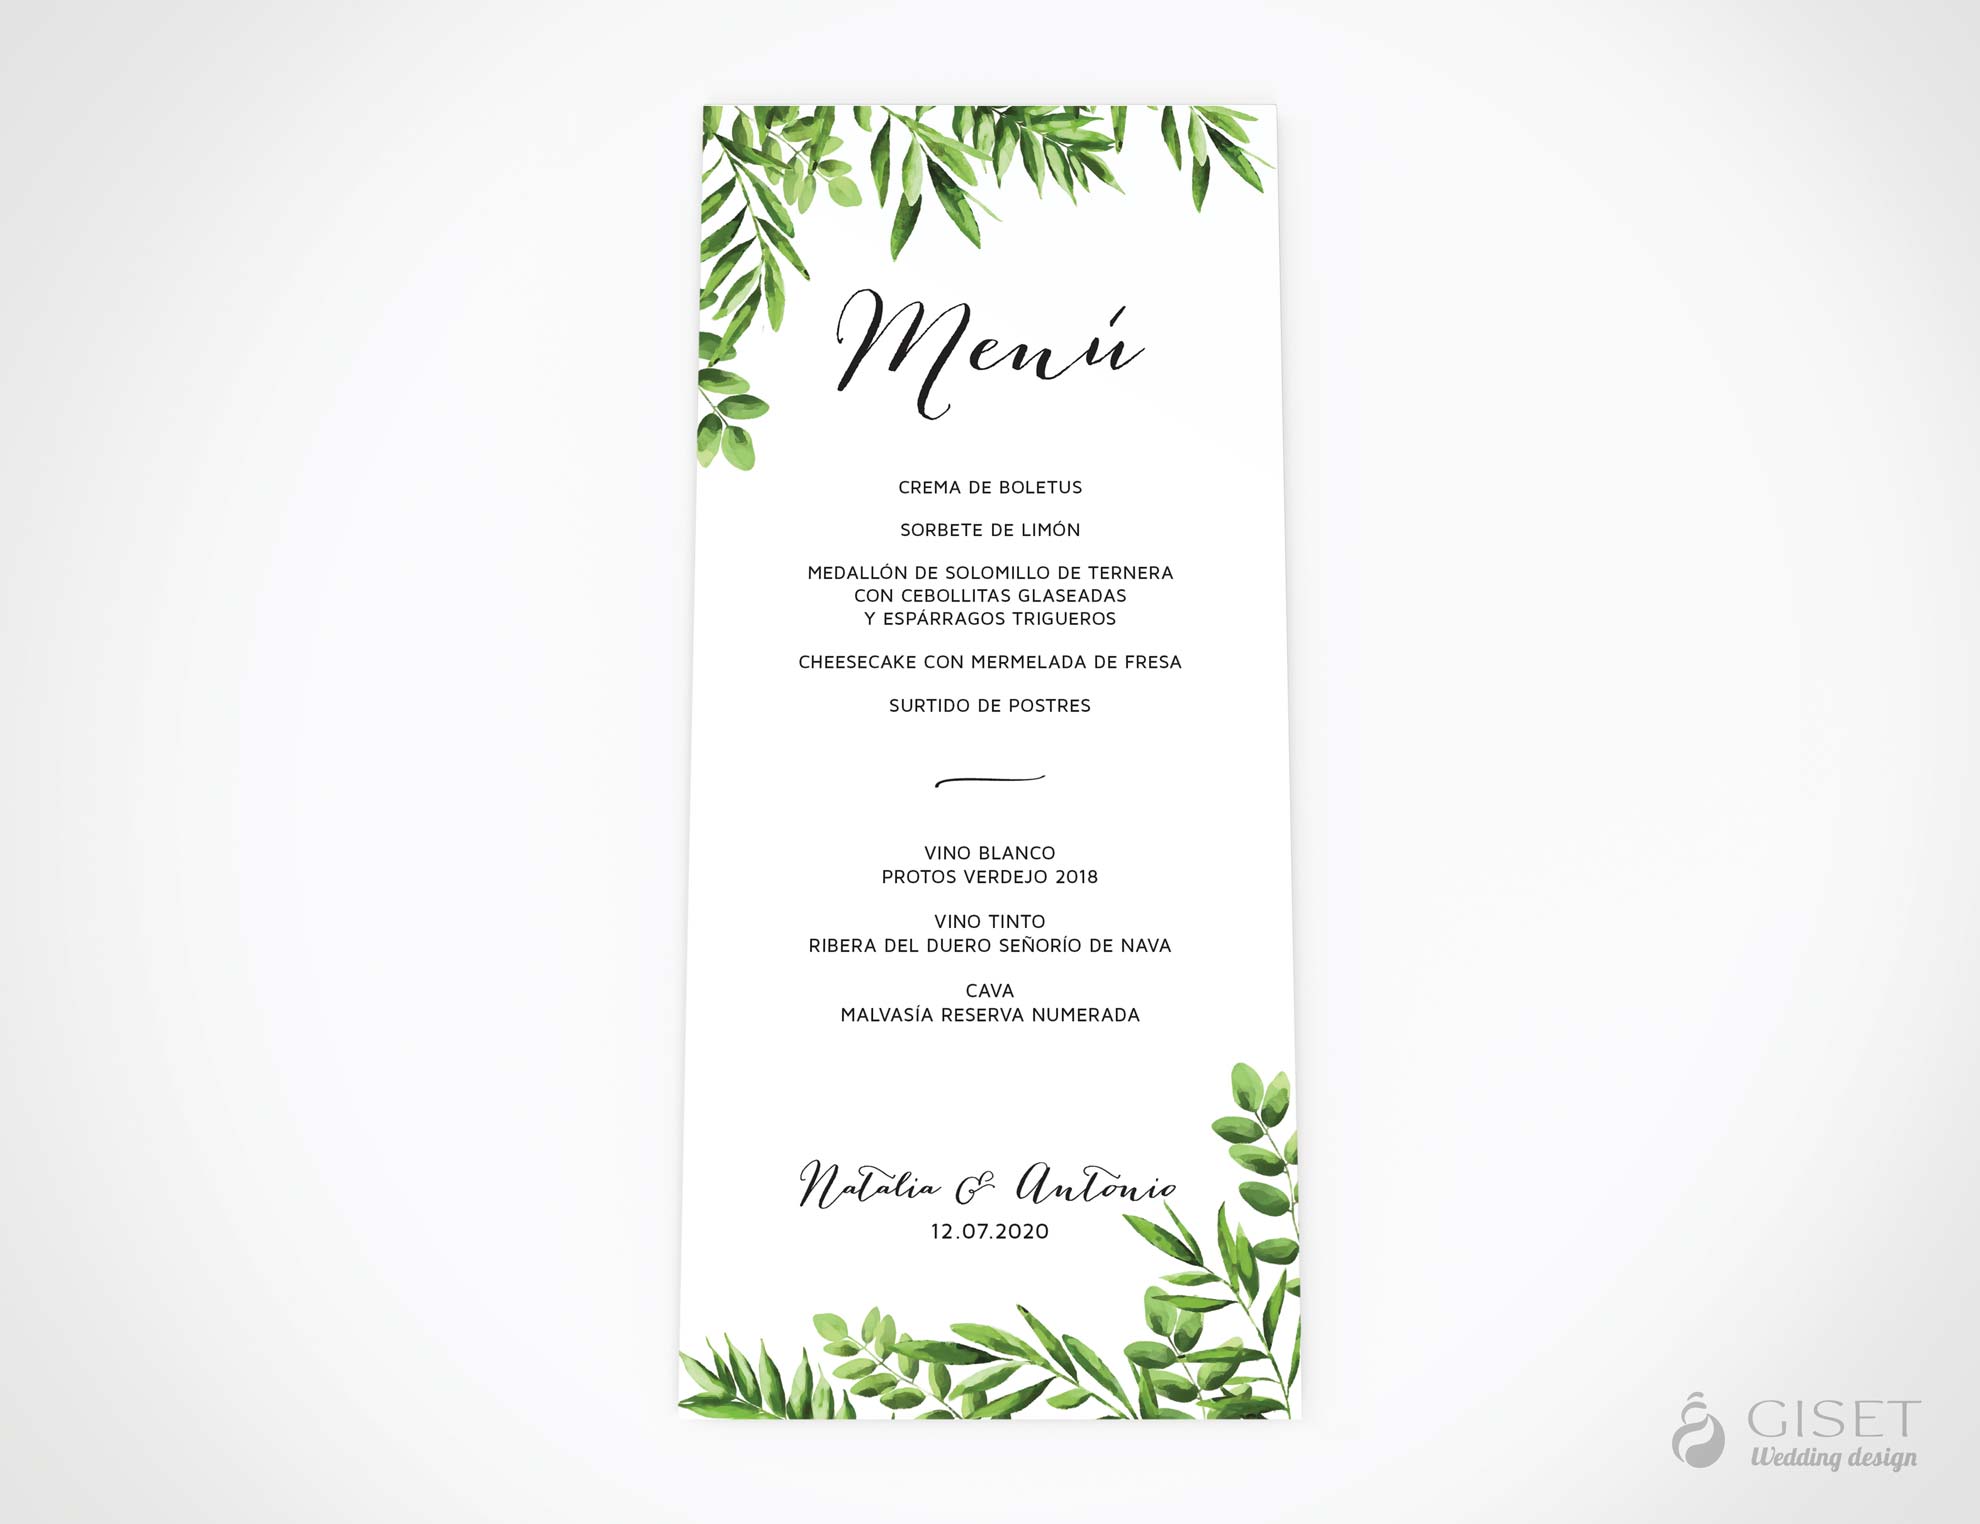 Menú
CREMA DE BOLETUS
SORBETE DE LIMÓN
MEDALLÓN DE SOLOMILLO DE TERNERA
CON CEBOLLITAS GLASEADAS
Y ESPÁRRAGOS TRIGUEROS
CHEESECAKE CON MERMELADA DE FRESA
SURTIDO DE POSTRES
VINO BLANCO
PROTOS VERDEJO 2018
VINO TINTO
RIBERA DEL DUERO SEÑORÍO DE NAVA
CAVA
MALVASÍA RESERVA NUMERADA
Natalia & Antonio
12.07.2020
GISET
Wedding design